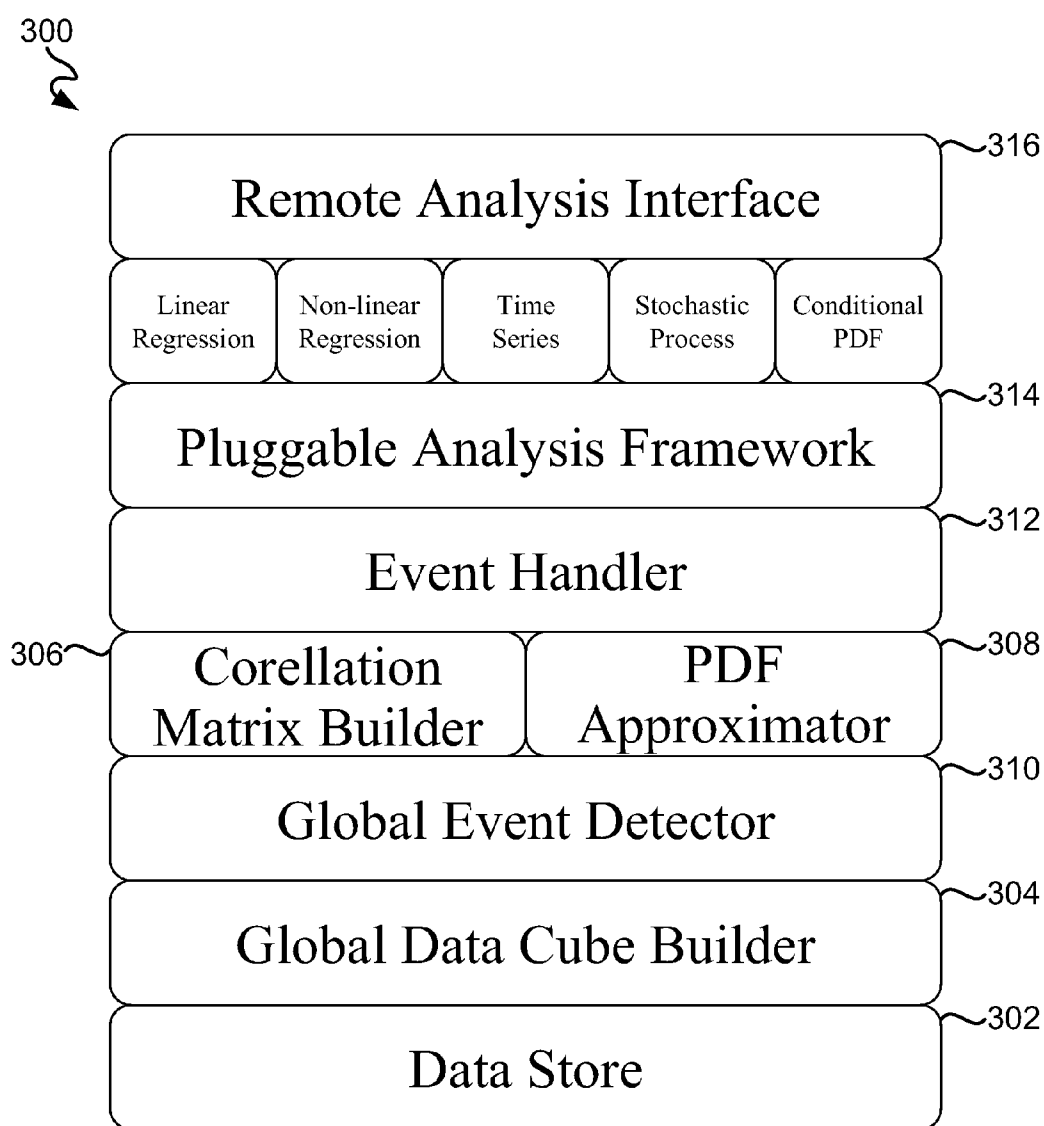 300
316
Remote Analysis Interface
Linear
Regression
Non-linear
Regression
Time
Series
Stochastic
Process
Conditional
PDF
314
Pluggable Analysis Framework
312
Event Handler
306
Corellation
Matrix Builder
308
PDF
Approximator
310
Global Event Detector
304
Global Data Cube Builder
302
Data Store